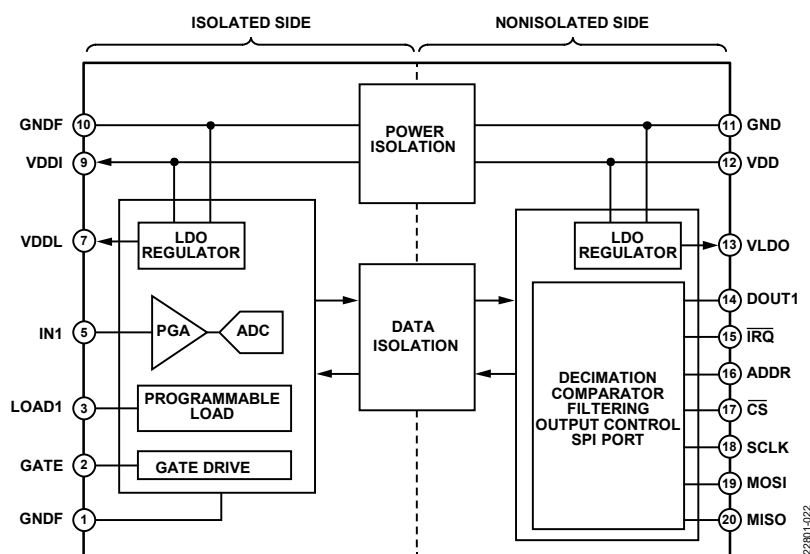 ISOLATED SIDE
NONISOLATED SIDE
GNDF
10
VDDI
9
VDDL
7
IN1
5
LOAD1
3
GATE
2
GNDF
1
LDO
REGULATOR
PGA
ADC
PROGRAMMABLE
LOAD
GATE DRIVE
POWER
ISOLATION
DATA
ISOLATION
LDO
REGULATOR
DECIMATION
COMPARATOR
FILTERING
OUTPUT CONTROL
SPI PORT
11
GND
12
VDD
13
VLDO
14
DOUT1
15
IRQ
16
ADDR
17
CS
18
SCLK
19
MOSI
20
MISO
22801-022